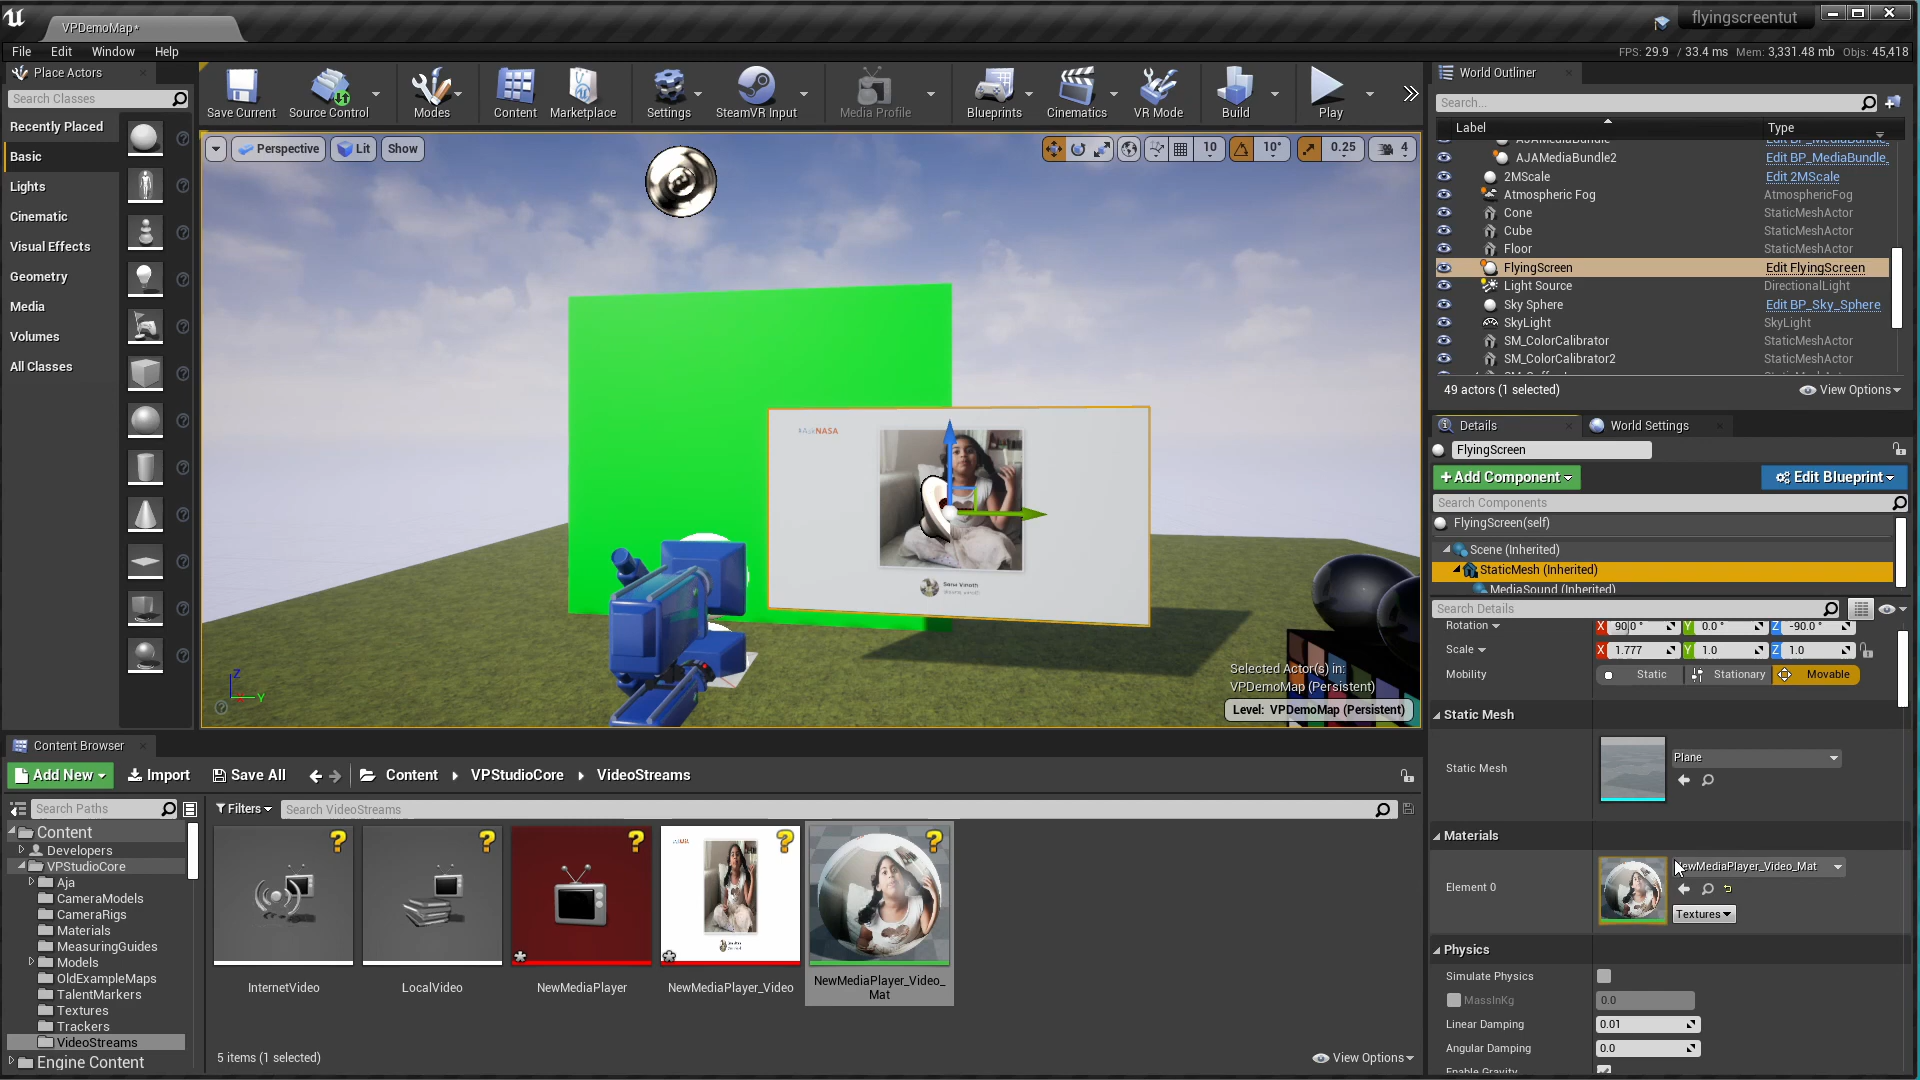 VPDemoMap*
flyingscreentut
File Edit Window Help
FPS: 29.9 / 33.4 ms Mem: 3,331.48 mb Objs: 45,418
Place Actors
Search Classes
Recently Placed
Basic
Lights
Cinematic
Visual Effects
Geometry
Media
Volumes
All Classes
Save Current
Source Control
Modes
Content
Marketplace
Settings
SteamVR Input
Media Profile
Blueprints
Cinematics
VR Mode
Build
Play
Perspective
Lit
Show
10
10°
0.25
4
NASA
Selected Actor(s) in:
VPDemoMap (Persistent)
Level: VPDemoMap (Persistent)
Z
Y
World Outliner
Search...
Label Type
AJAMediaBundle Edit BP_MediaBundle_
AJAMediaBundle2 Edit BP_MediaBundle_
2MScale Edit 2MScale
Atmospheric Fog AtmosphericFog
Cone StaticMeshActor
Cube StaticMeshActor
Floor StaticMeshActor
FlyingScreen Edit FlyingScreen
Light Source DirectionalLight
Sky Sphere Edit BP_Sky_Sphere
SkyLight SkyLight
SM_ColorCalibrator StaticMeshActor
SM_ColorCalibrator2 StaticMeshActor
49 actors (1 selected)
View Options
Details
World Settings
FlyingScreen
+Add Component
Edit Blueprint
Search Components
FlyingScreen(self)
Scene (Inherited)
StaticMesh (Inherited)
MediaSound (Inherited)
Search Details
Rotation X 90.0° Y 0.0° Z -90.0°
Scale X 1.777 Y 1.0 Z 1.0
Mobility Static Stationary Movable
Static Mesh
Static Mesh
Plane
Materials
Element 0
NewMediaPlayer_Video_Mat
Textures
Physics
Simulate Physics
MassInKg 0.0
Linear Damping 0.01
Angular Damping 0.0
Enable Gravity
Content Browser
Add New
Import
Save All
Content
VPStudioCore
VideoStreams
Search Paths
Filters
Search VideoStreams
Content
Developers
VPStudioCore
Aja
CameraModels
CameraRigs
Materials
MeasuringGuides
Models
OldExampleMaps
TalentMarkers
Textures
Trackers
VideoStreams
Engine Content
InternetVideo
LocalVideo
NewMediaPlayer
NewMediaPlayer_Video
NewMediaPlayer_Video_
Mat
5 items (1 selected)
View Options